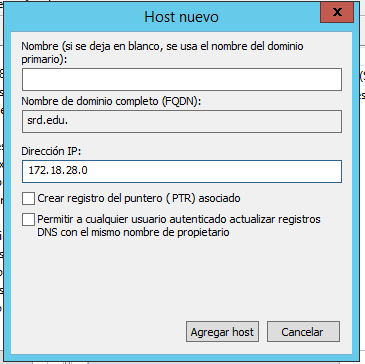 Host nuevo
x
Nombre (si se deja en blanco, se usa el nombre del dominio
primario):
Nombre de dominio completo (FQDN):
srd.edu.
Dirección IP:
172.18.28.0
Crear registro del puntero (PTR) asociado
Permitir a cualquier usuario autenticado actualizar registros
DNS con el mismo nombre de propietario
Agregar host
Cancelar